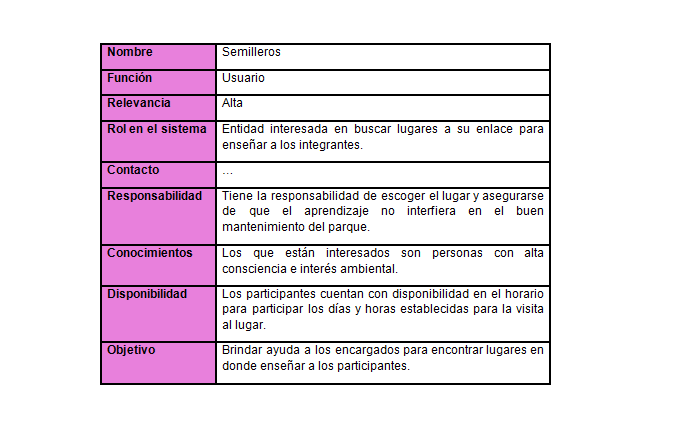 Nombre Semilleros
Función Usuario
Relevancia Alta
Rol en el sistema Entidad interesada en buscar lugares a su enlace para
enseñar a los integrantes.
Contacto ...
Responsabilidad Tiene la responsabilidad de escoger el lugar y asegurarse
de que el aprendizaje no interfiera en el buen
mantenimiento del parque.
Conocimientos Los que están interesados son personas con alta
consciencia e interés ambiental.
Disponibilidad Los participantes cuentan con disponibilidad en el horario
para participar los días y horas establecidas para la visita
al lugar.
Objetivo Brindar ayuda a los encargados para encontrar lugares en
donde enseñar a los participantes.